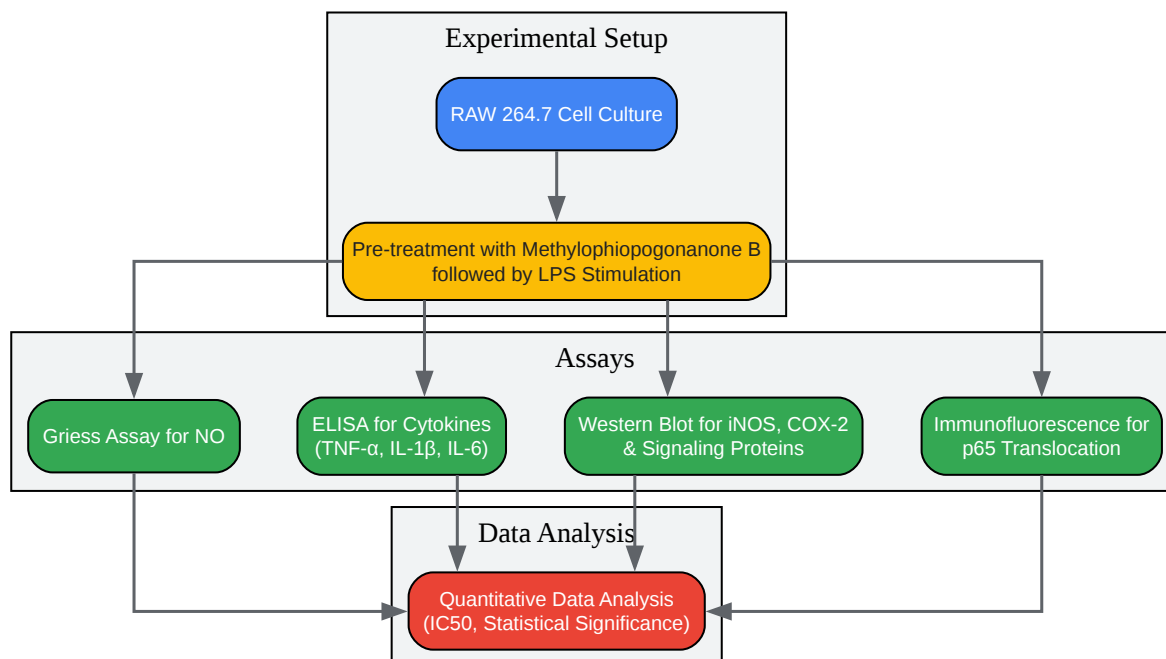 Experimental Setup
RAW 264.7 Cell Culture
Pre-treatment with Methylophiopogonanone B
followed by LPS Stimulation
Assays
Griess Assay for NO
ELISA for Cytokines
(TNF-α, IL-1β, IL-6)
Western Blot for iNOS, COX-2
& Signaling Proteins
Immunofluorescence for
p65 Translocation
Data Analysis
Quantitative Data Analysis
(IC50, Statistical Significance)